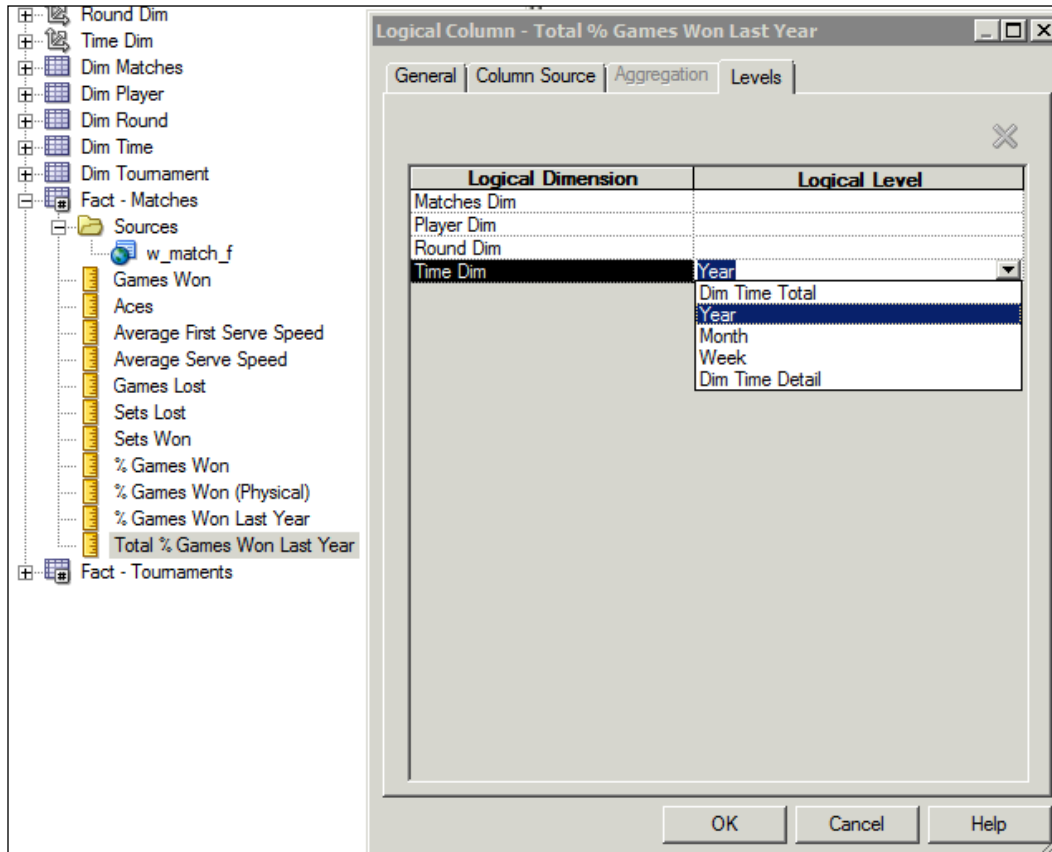 Round Dim
Time Dim
Dim Matches
Dim Player
Dim Round
Dim Time
Dim Tournament
Fact - Matches
Sources
w_match_f
Games Won
Aces
Average First Serve Speed
Average Serve Speed
Games Lost
Sets Lost
Sets Won
% Games Won
% Games Won (Physical)
% Games Won Last Year
Total % Games Won Last Year
Fact - Tournaments
Logical Column - Total % Games Won Last Year
General Column Source Aggregation Levels
Logical Dimension Logical Level
Matches Dim
Player Dim
Round Dim
Time Dim Year
Dim Time Total
Year
Month
Week
Dim Time Detail
OK Cancel Help